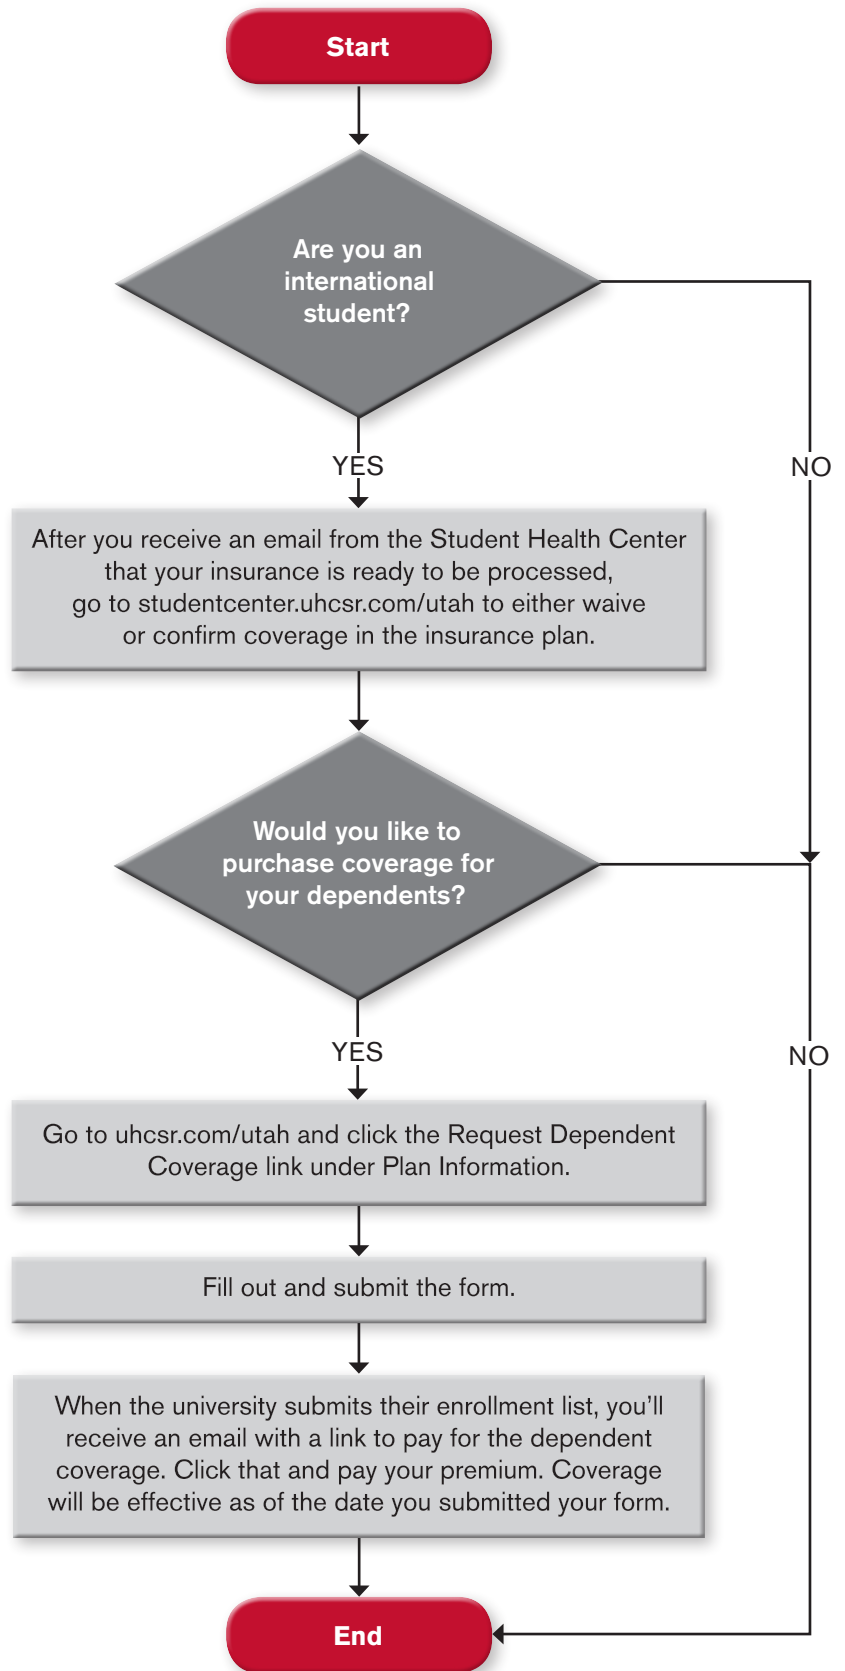 Start
Are you an
international
student?
YES
NO
After you receive an email from the Student Health Center
that your insurance is ready to be processed,
go to studentcenter.uhcsr.com/utah to either waive
or confirm coverage in the insurance plan.
Would you like to
purchase coverage for
your dependents?
YES
NO
Go to uhcsr.com/utah and click the Request Dependent
Coverage link under Plan Information.
Fill out and submit the form.
When the university submits their enrollment list, you’ll
receive an email with a link to pay for the dependent
coverage. Click that and pay your premium. Coverage
will be effective as of the date you submitted your form.
End